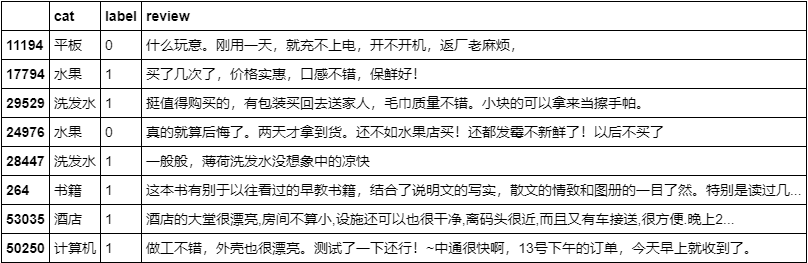 cat label review
11194 平板 0 什么玩意。刚用一天，就充不上电，开不开机，返厂老麻烦，
17794 水果 1 买了几次了，价格实惠，口感不错，保鲜好！
29529 洗发水 1 挺值得购买的，有包装买回去送家人，毛巾质量不错。小块的可以拿来当擦手帕。
24976 水果 0 真的就算后悔了。两天才拿到货。还不如水果店买！还都发霉不新鲜了！以后不买了
28447 洗发水 1 一般般，薄荷洗发水没想象中的凉快
264 书籍 1 这本书有别于以往看过的早教书籍，结合了说明文的写实，散文的情致和图册的一目了然。特别是读过几...
53035 酒店 1 酒店的大堂很漂亮,房间不算小,设施还可以也很干净,离码头很近,而且又有车接送,很方便.晚上2...
50250 计算机 1 做工不错，外壳也很漂亮。测试了一下还行！~中通很快啊，13号下午的订单，今天早上就收到了。